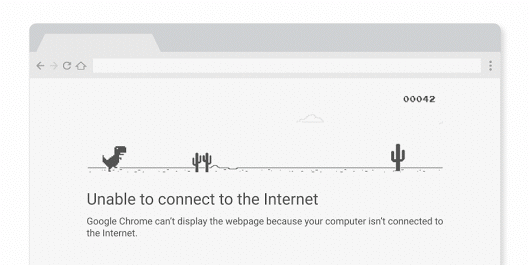 00042
Unable to connect to the Internet
Google Chrome can't display the webpage because your computer isn't connected to
the Internet.